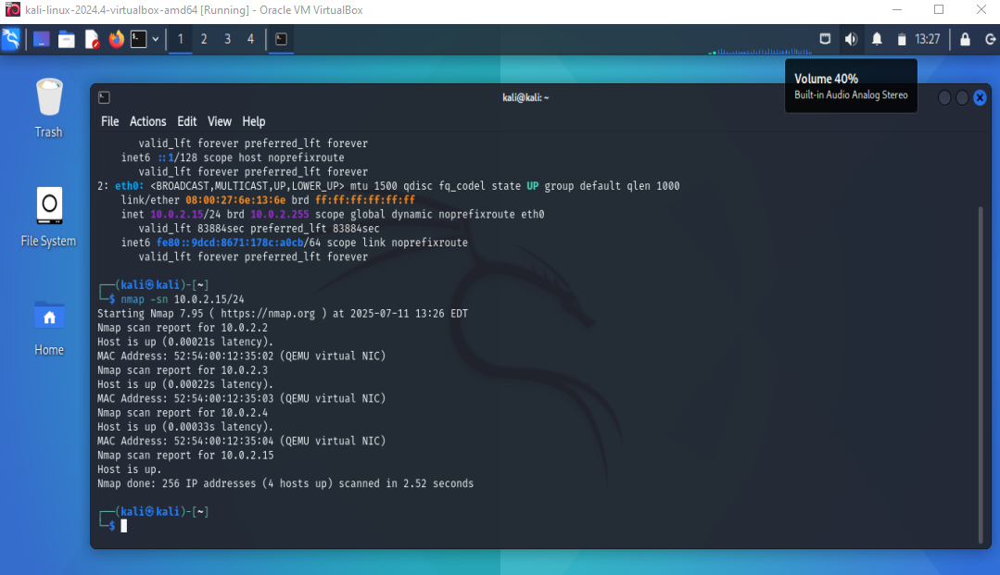 kali-linux-2024.4-virtualbox-amd64 [Running] - Oracle VM VirtualBox
1 2 3 4
13:27
Volume 40%
Built-in Audio Analog Stereo
Trash
File System
Home
kali@kali: ~
File Actions Edit View Help
valid_lft forever preferred_lft forever
inet6 ::1/128 scope host noprefixroute
valid_lft forever preferred_lft forever
2: eth0: <BROADCAST,MULTICAST,UP,LOWER_UP> mtu 1500 qdisc fq_codel state UP group default qlen 1000
link/ether 08:00:27:6e:13:6e brd ff:ff:ff:ff:ff:ff
inet 10.0.2.15/24 brd 10.0.2.255 scope global dynamic noprefixroute eth0
valid_lft 83884sec preferred_lft 83884sec
inet6 fe80::9dcd:8671:178c:a0cb/64 scope link noprefixroute
valid_lft forever preferred_lft forever
┌──(kali㉿kali)-[~]
└─$ nmap -sn 10.0.2.15/24
Starting Nmap 7.95 ( https://nmap.org ) at 2025-07-11 13:26 EDT
Nmap scan report for 10.0.2.2
Host is up (0.00021s latency).
MAC Address: 52:54:00:12:35:02 (QEMU virtual NIC)
Nmap scan report for 10.0.2.3
Host is up (0.00022s latency).
MAC Address: 52:54:00:12:35:03 (QEMU virtual NIC)
Nmap scan report for 10.0.2.4
Host is up (0.00033s latency).
MAC Address: 52:54:00:12:35:04 (QEMU virtual NIC)
Nmap scan report for 10.0.2.15
Host is up.
Nmap done: 256 IP addresses (4 hosts up) scanned in 2.52 seconds
┌──(kali㉿kali)-[~]
└─$